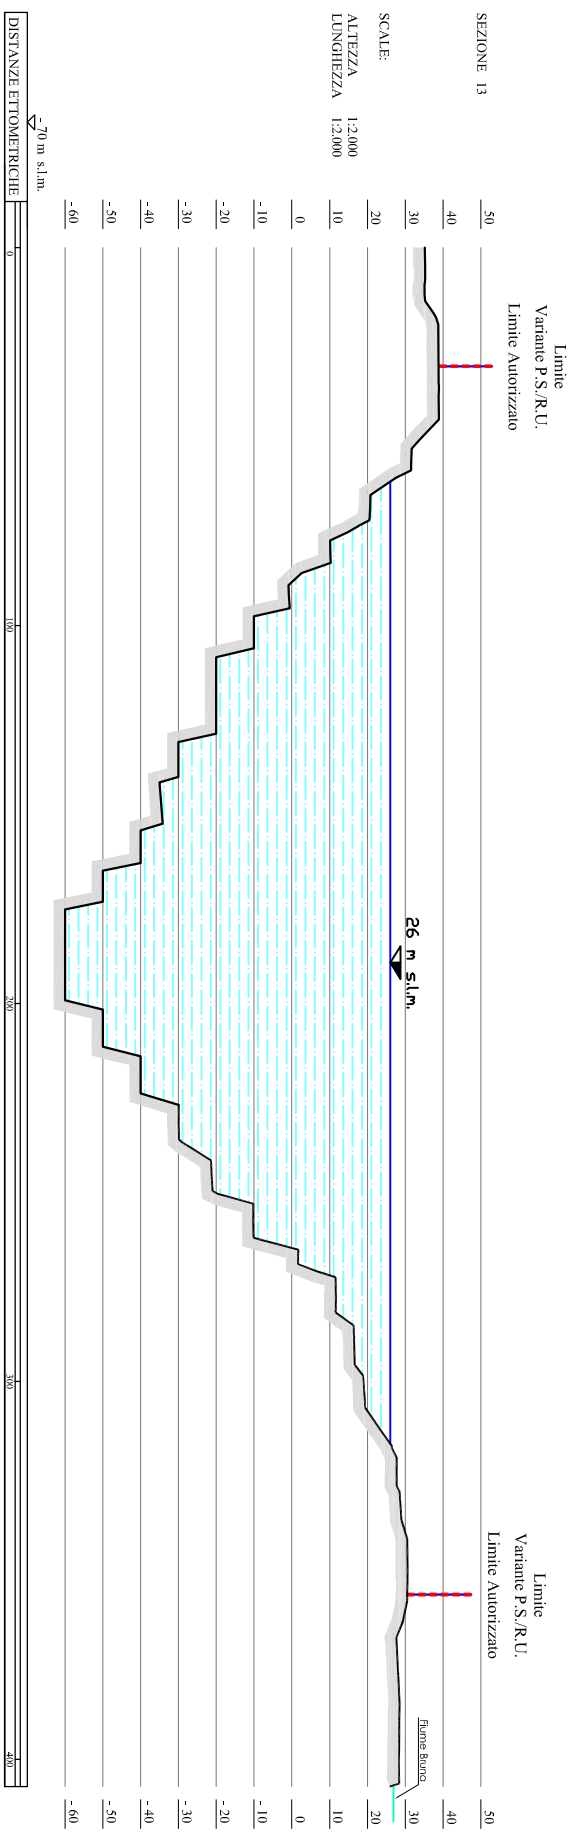 SEZIONE 13
SCALE:
ALTEZZA 1:2.000
LUNGHEZZA 1:2.000
50
40
30
20
10
0
-10
-20
-30
-40
-50
-60
-70 m s.l.m.
DISTANZE ETTOMETRICHE
0
100
200
300
400
Limite
Variante P.S./R.U.
Limite Autorizzato
26 m s.l.m.
Limite
Variante P.S./R.U.
Limite Autorizzato
Fiume Bruna
50
40
30
20
10
0
-10
-20
-30
-40
-50
-60